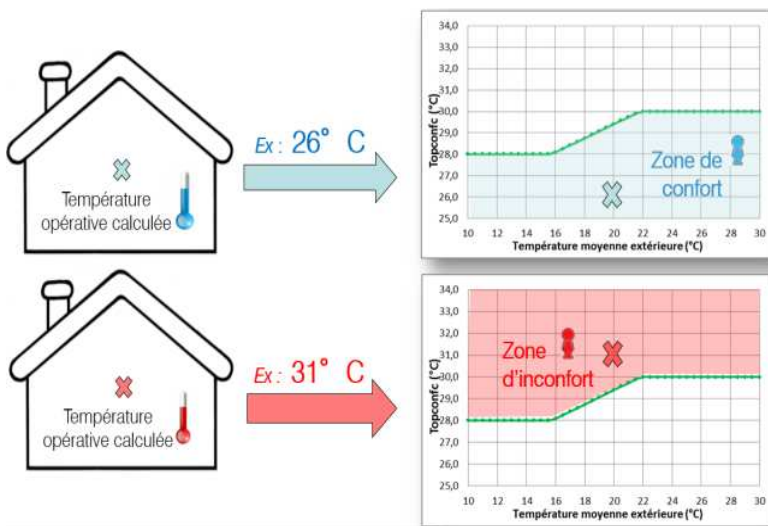 Température
opérative calculée
Ex : 26° C
34,0
33,0
32,0
31,0
30,0
29,0
28,0
27,0
26,0
25,0
Topconfc (°C)
Zone de
confort
10 12 14 16 18 20 22 24 26 28 30
Température moyenne extérieure (°C)
Température
opérative calculée
Ex : 31° C
34,0
33,0
32,0
31,0
30,0
29,0
28,0
27,0
26,0
25,0
Topconfc (°C)
Zone
d'inconfort
10 12 14 16 18 20 22 24 26 28 30
Température moyenne extérieure (°C)